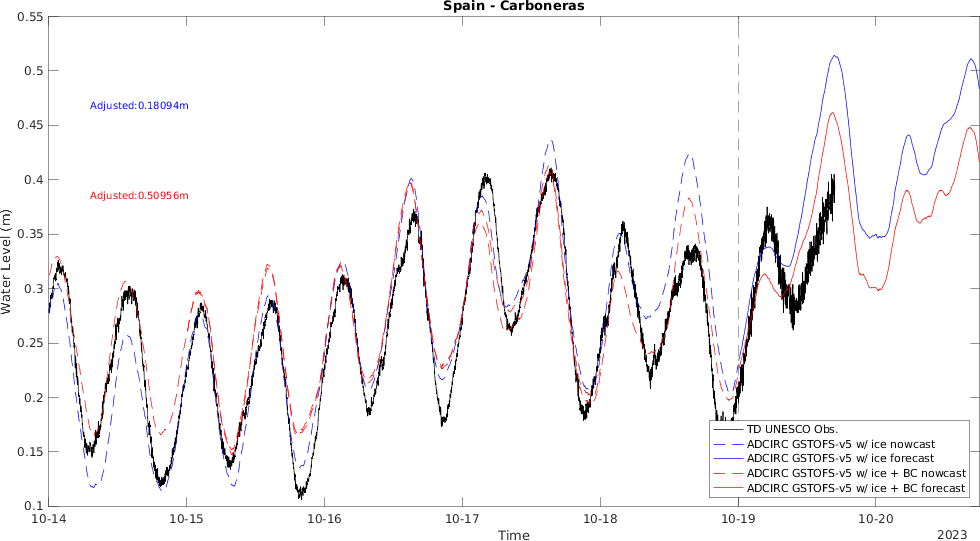 Spain - Carboneras
0.55
0.5
0.45
0.4
0.35
0.3
0.25
0.2
0.15
0.1
Water Level (m)
Adjusted:0.18094m
Adjusted:0.50956m
TD UNESCO Obs.
ADCIRC GSTOFS-v5 w/ ice nowcast
ADCIRC GSTOFS-v5 w/ ice forecast
ADCIRC GSTOFS-v5 w/ ice + BC nowcast
ADCIRC GSTOFS-v5 w/ ice + BC forecast
10-14 10-15 10-16 10-17 10-18 10-19 10-20
Time
2023